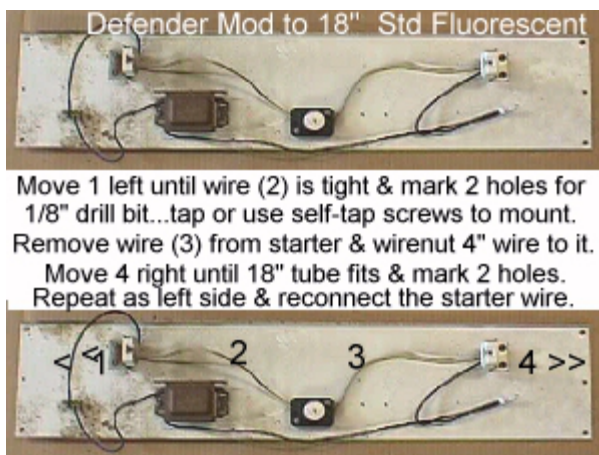 Defender Mod to 18" Std Fluorescent
Move 1 left until wire (2) is tight & mark 2 holes for
1/8" drill bit...tap or use self-tap screws to mount.
Remove wire (3) from starter & wirenut 4" wire to it.
Move 4 right until 18" tube fits & mark 2 holes.
Repeat as left side & reconnect the starter wire.
< <1 2 3 4 >>